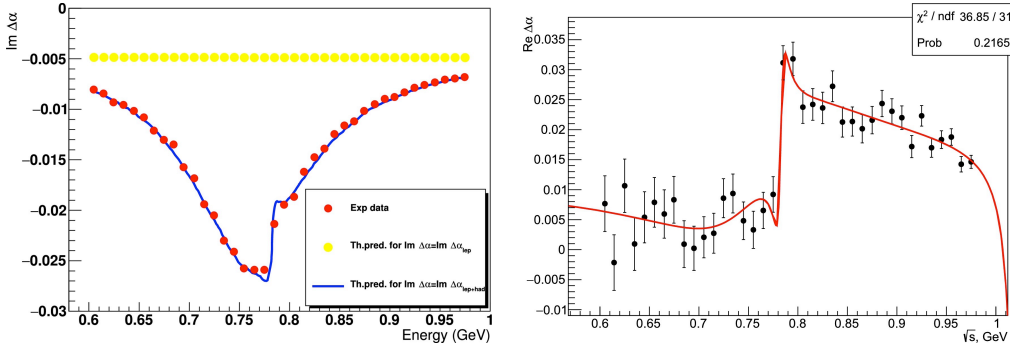 Im Δα
0
−0.005
−0.01
−0.015
−0.02
−0.025
−0.03
0.6 0.65 0.7 0.75 0.8 0.85 0.9 0.95 1
Energy (GeV)
Exp data
Th.pred. for Im Δα=Im Δα_lep
Th.pred. for Im Δα=Im Δα_lep+had
Re Δα
0.035
0.03
0.025
0.02
0.015
0.01
0.005
0
−0.005
−0.01
0.6 0.65 0.7 0.75 0.8 0.85 0.9 0.95 1
√s, GeV
χ² / ndf 36.85 / 31
Prob 0.2165